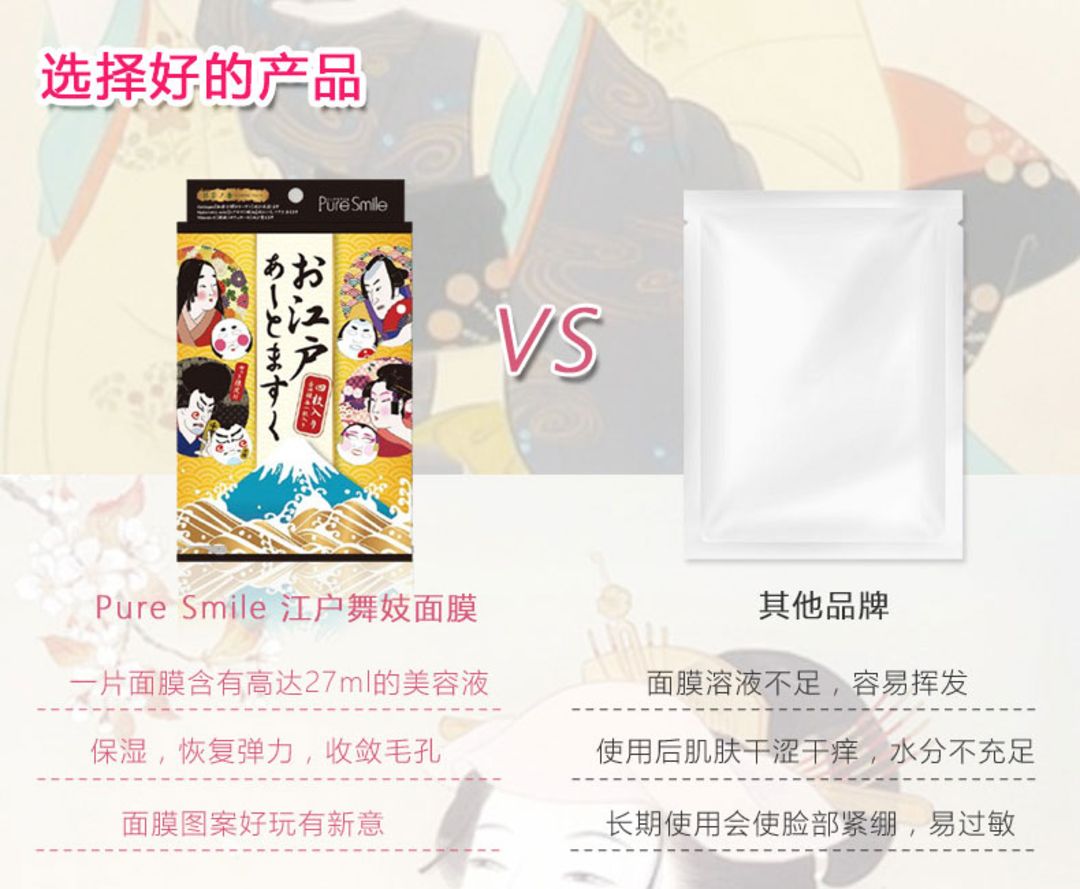 选择好的产品
Pure Smile
お江戸
あーとますく
四枚入り
VS
Pure Smile 江户舞妓面膜
其他品牌
一片面膜含有高达27ml的美容液
面膜溶液不足，容易挥发
保湿，恢复弹力，收敛毛孔
使用后肌肤干涩干痒，水分不充足
面膜图案好玩有新意
长期使用会使脸部紧绷，易过敏